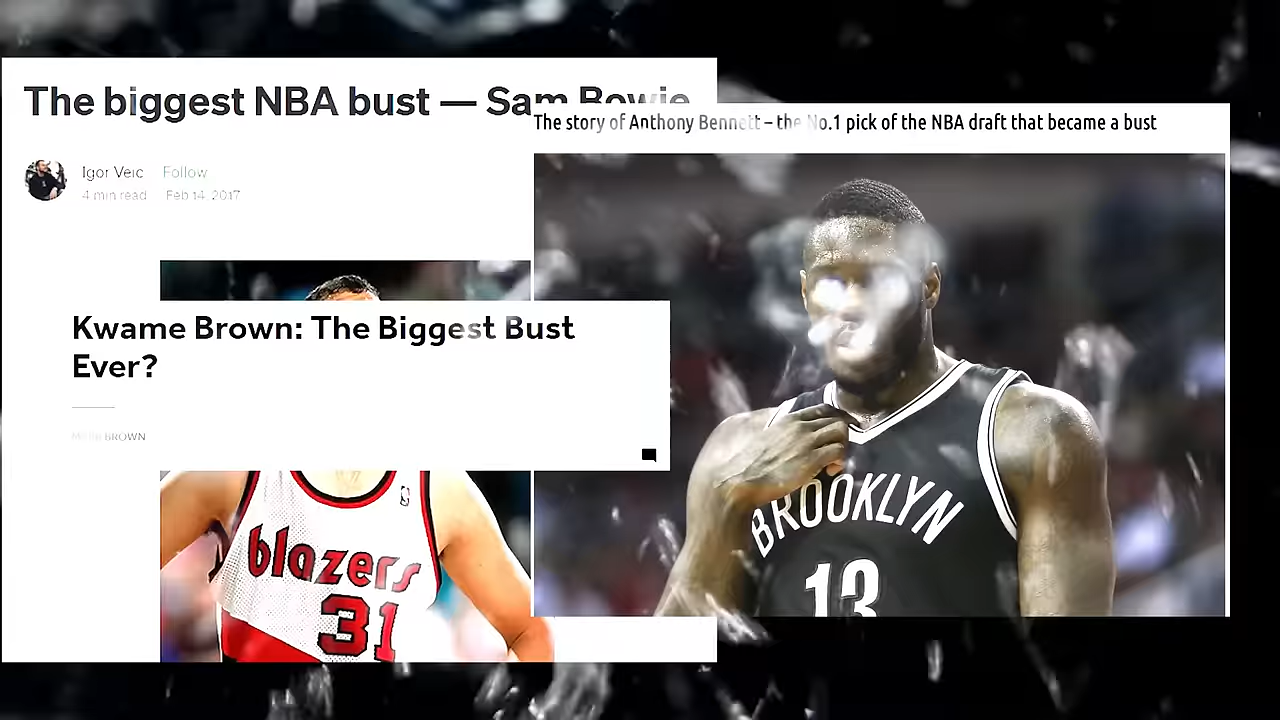 The biggest NBA bust — Sam Bowie
The story of Anthony Bennett – the No.1 pick of the NBA draft that became a bust
Igor Veic Follow
4 min read Feb 14, 2017
Kwame Brown: The Biggest Bust
Ever?
BROWN
blazers
31
BROOKLYN
13